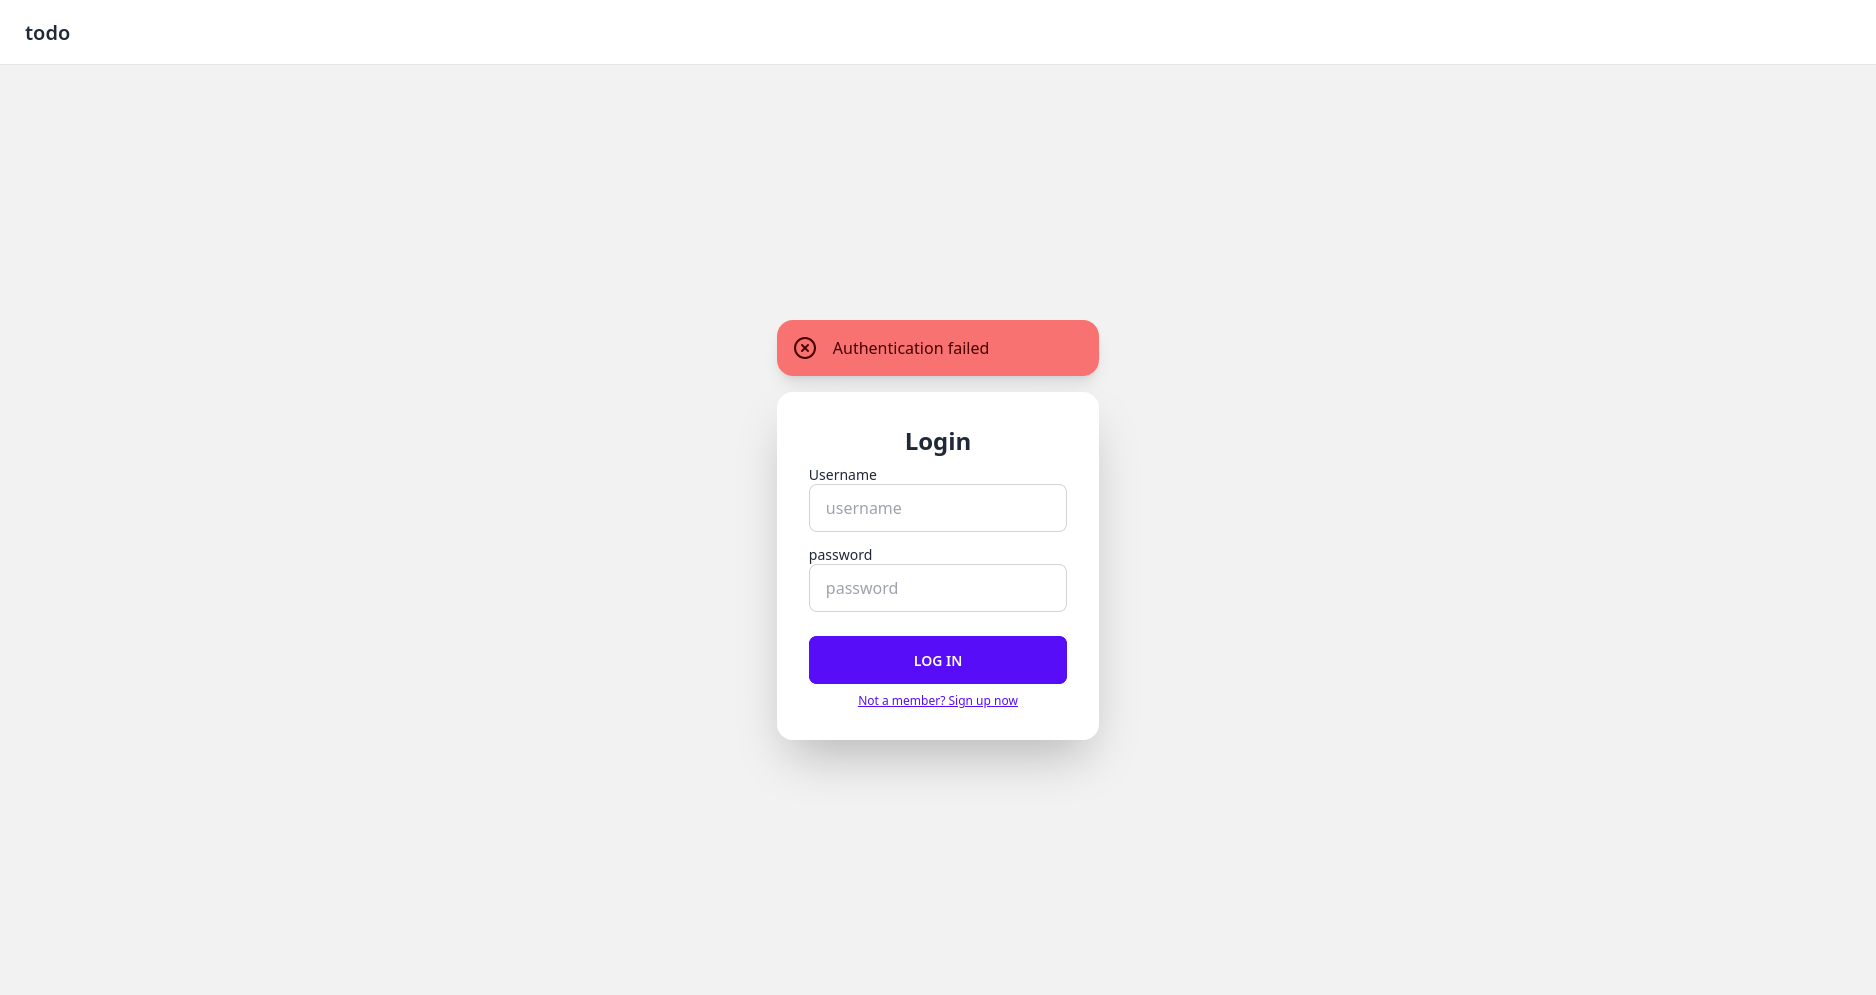 todo
Authentication failed
Login
Username
username
password
password
LOG IN
Not a member? Sign up now